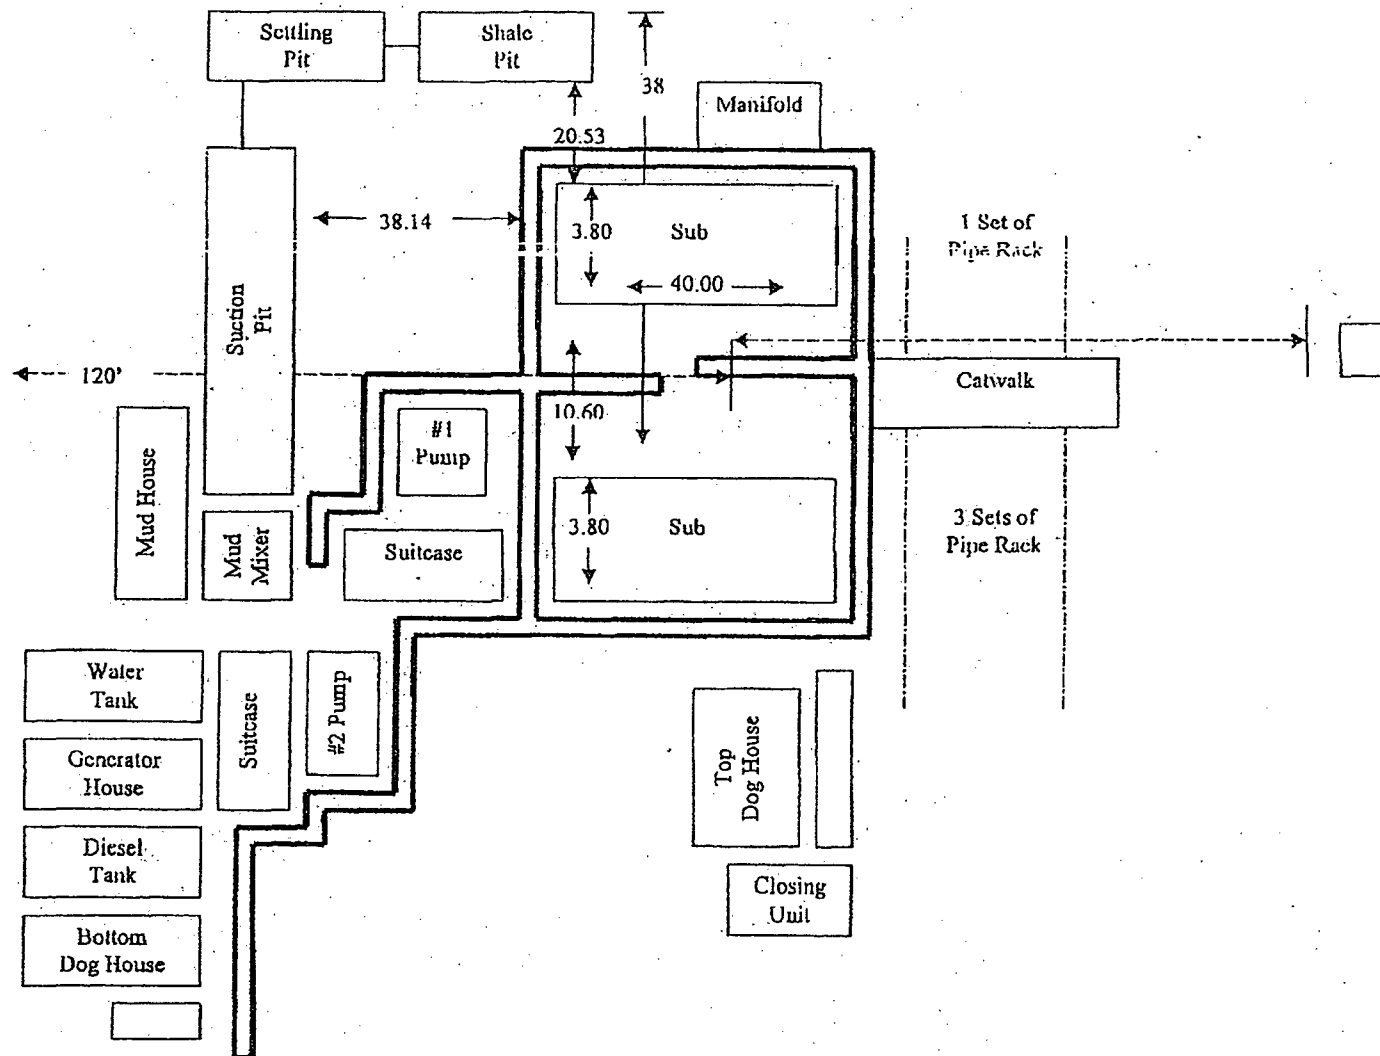 Settling
Pit
Shale
Pit
38
Manifold
20.53
38.14
3.80
Sub
40.00
1 Set of
Pipe Rack
Suction
Pit
120'
Catwalk
10.60
#1
Pump
Mud House
Mud
Mixer
Suitcase
3.80
Sub
3 Sets of
Pipe Rack
Water
Tank
Suitcase
#2 Pump
Generator
House
Top
Dog House
Diesel
Tank
Closing
Unit
Bottom
Dog House